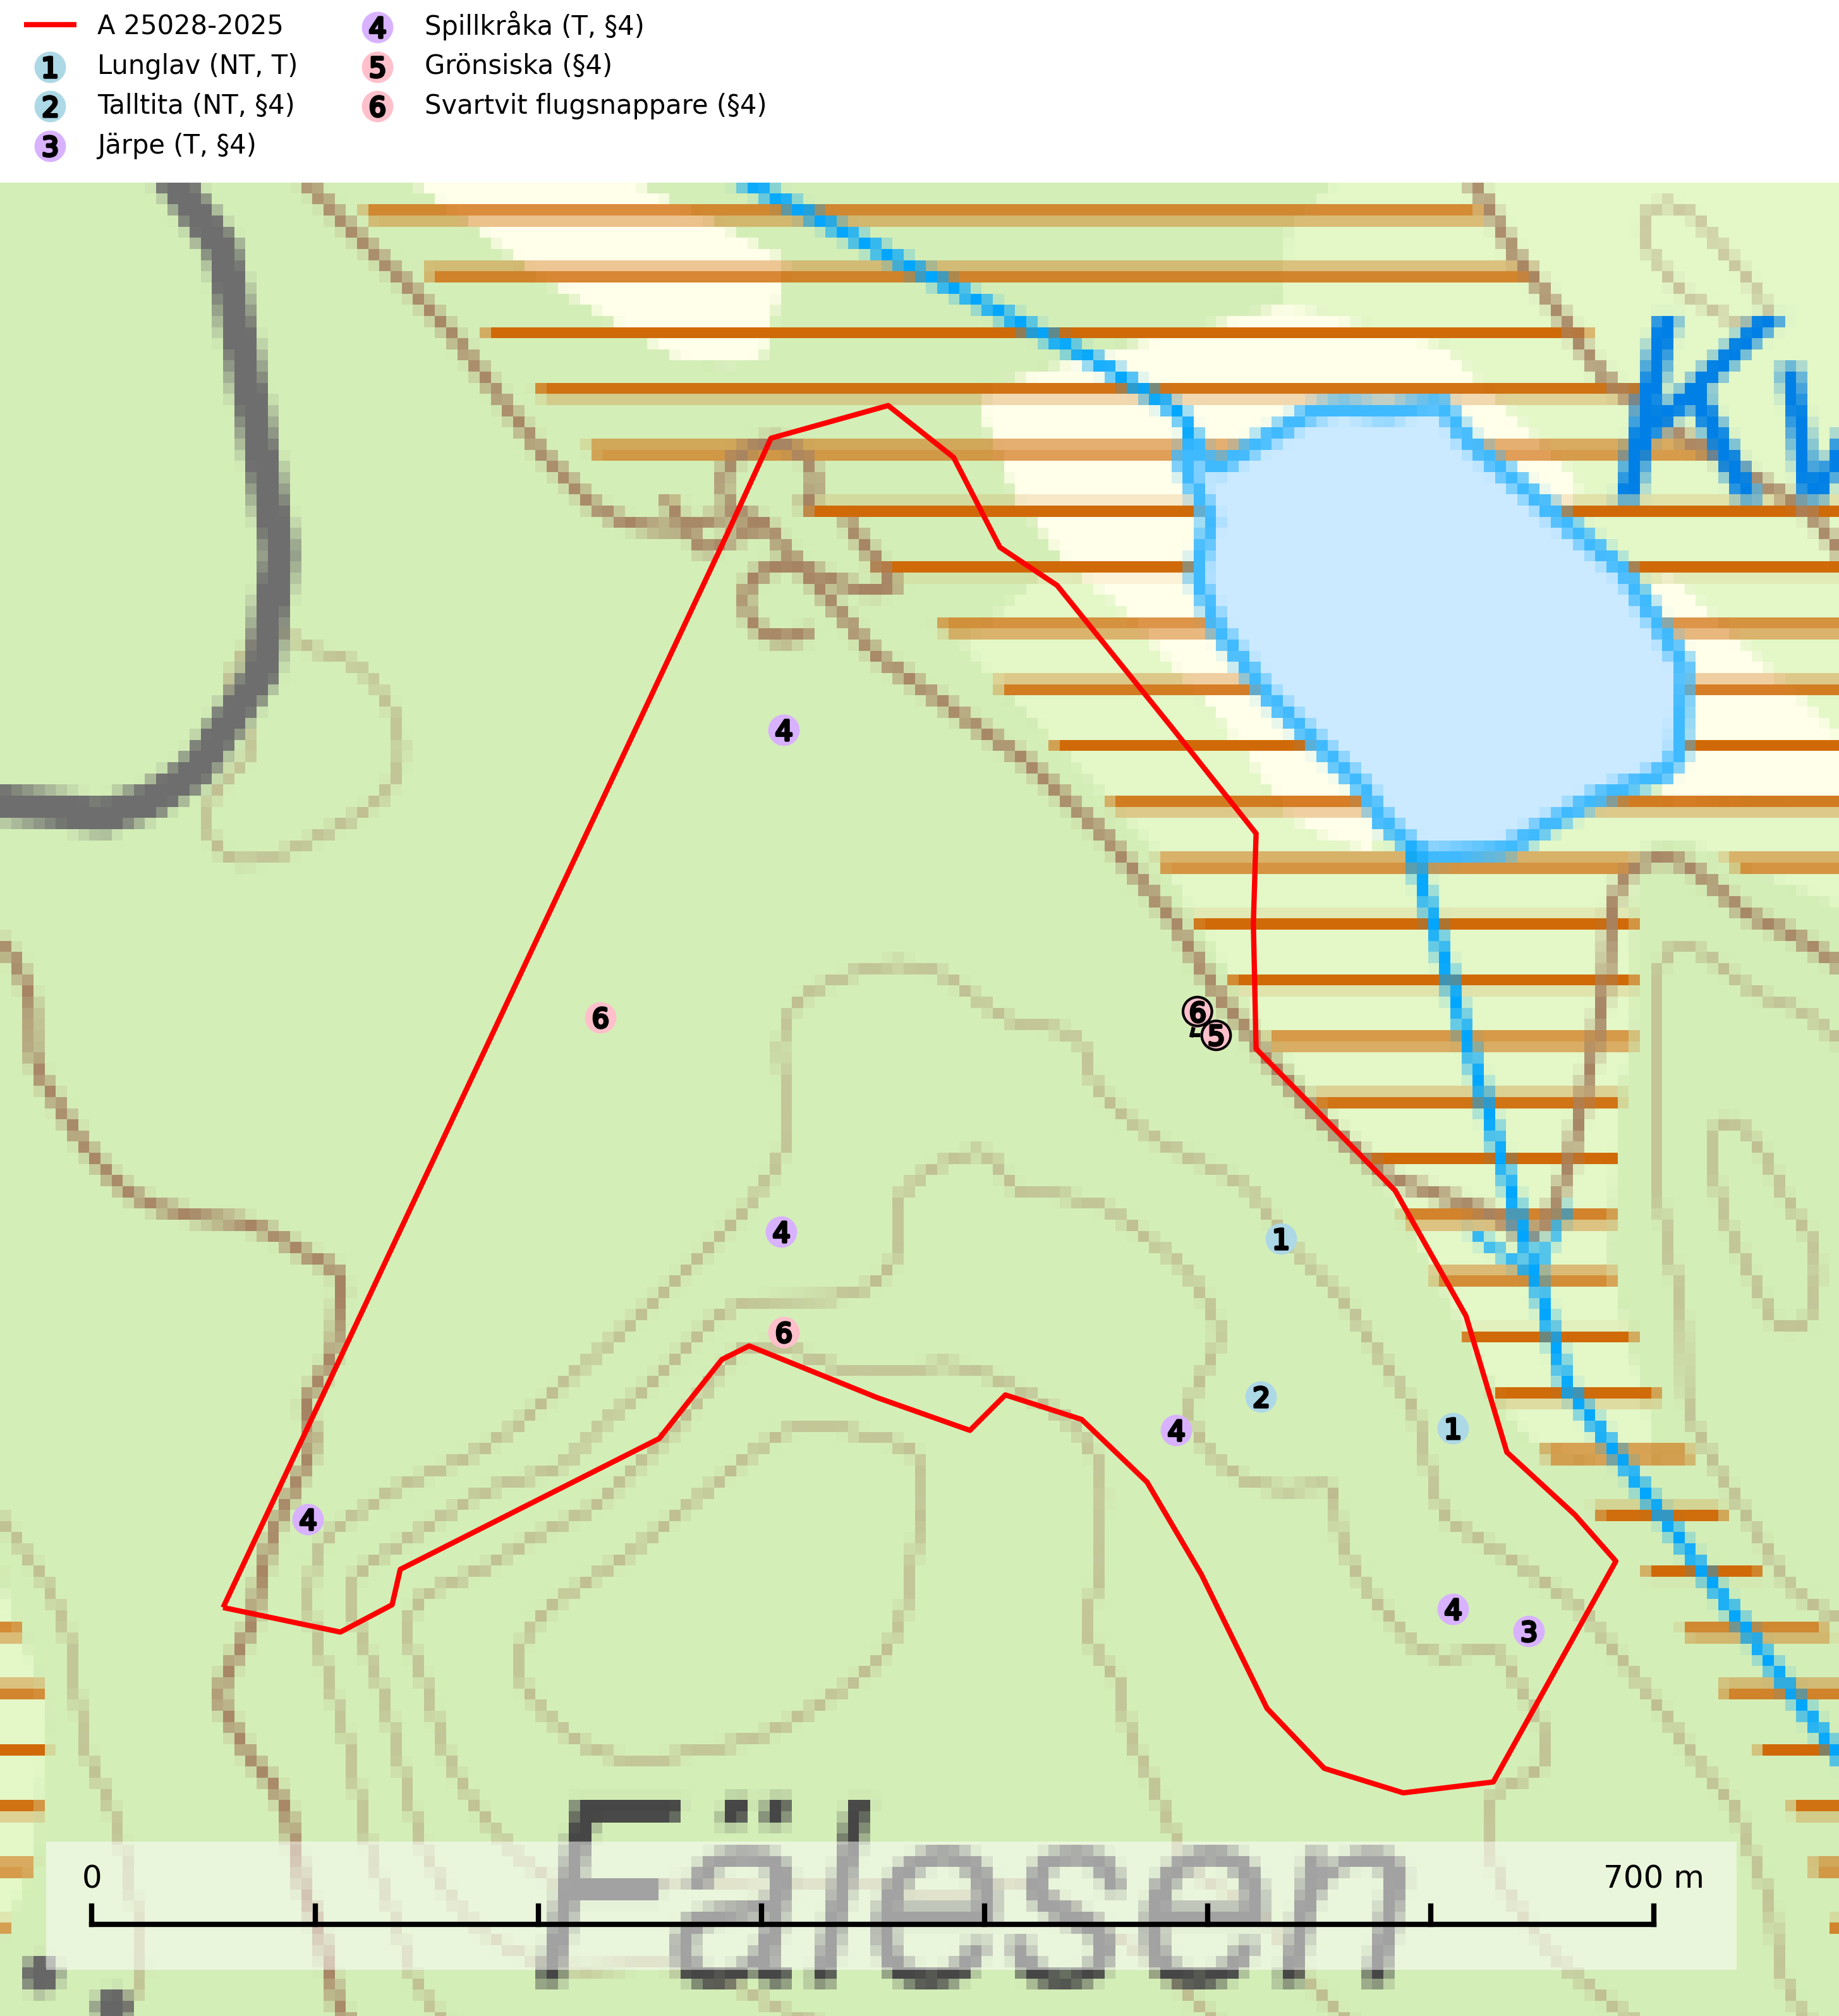 A 25028-2025
1 Lunglav (NT, T)
2 Talltita (NT, §4)
3 Järpe (T, §4)
4 Spillkråka (T, §4)
5 Grönsiska (§4)
6 Svartvit flugsnappare (§4)
4
6
6
5
4
1
6
2
4
1
4
4
3
Fälesen
0
700 m